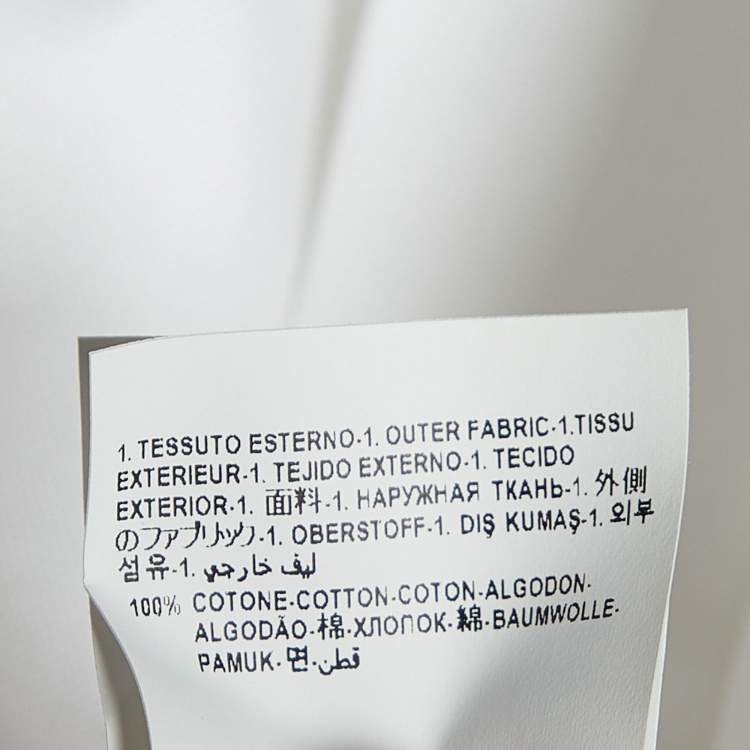 1. TESSUTO ESTERNO-1. OUTER FABRIC-1.TISSU
EXTERIEUR-1. TEJIDO EXTERNO-1. TECIDO
EXTERIOR-1. 面料-1. НАРУЖНАЯ ТКАНЬ-1. 外側
のファブリック-1. OBERSTOFF-1. DIŞ KUMAŞ-1. 외부
섬유-1. ليف خارجي
100% COTONE-COTTON-COTON-ALGODON-
ALGODÃO-棉-ХЛОПОК-綿-BAUMWOLLE-
PAMUK-면-قطن